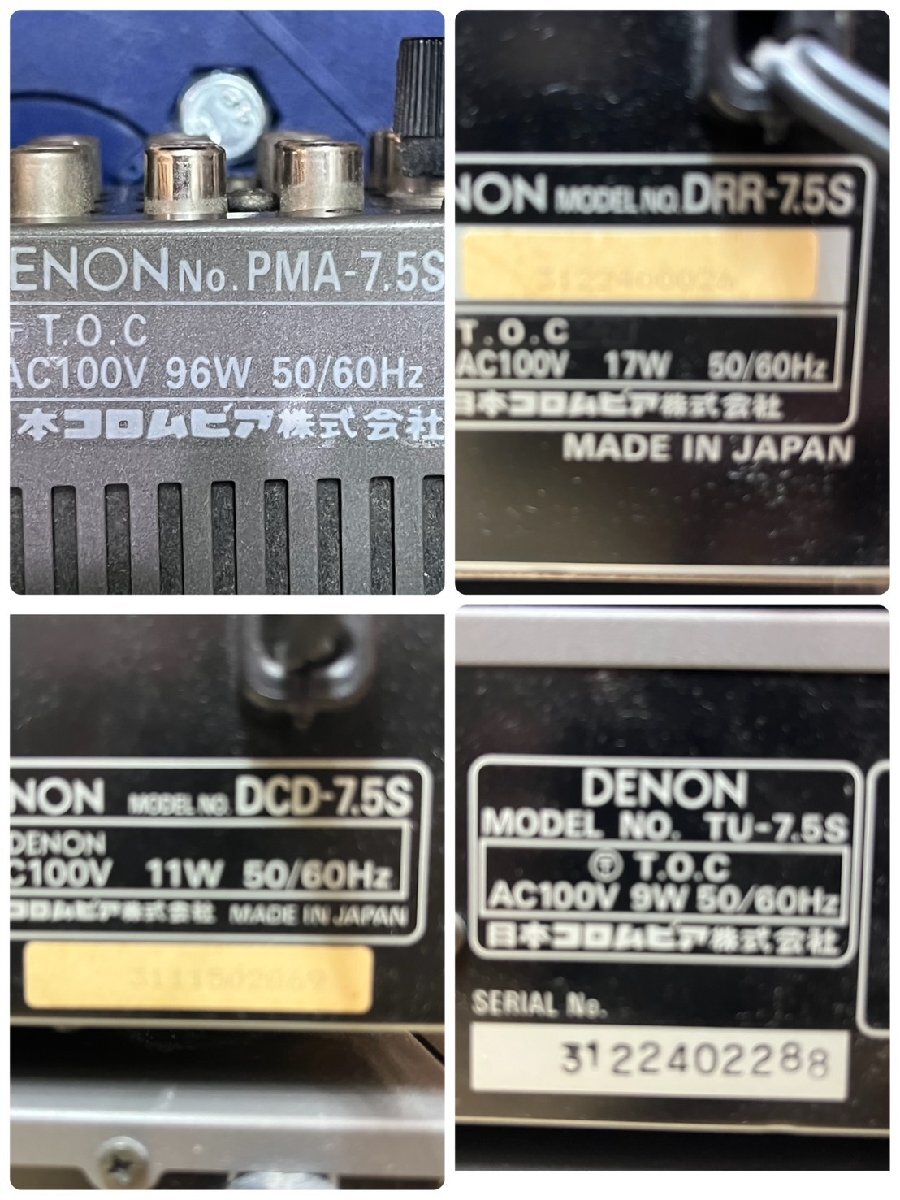 ENON No. PMA-7.5S
T.O.C
AC100V 96W 50/60Hz
本コロムビア株式会社
NON MODEL NO. DRR-7.5S
T.O.C
AC100V 17W 50/60Hz
日本コロムビア株式会社
MADE IN JAPAN
NON MODEL NO. DCD-7.5S
DENON
C100V 11W 50/60Hz
コロムビア株式会社 MADE IN JAPAN
DENON
MODEL NO. TU-7.5S
T.O.C
AC100V 9W 50/60Hz
日本コロムビア株式会社
SERIAL No.
3122402288